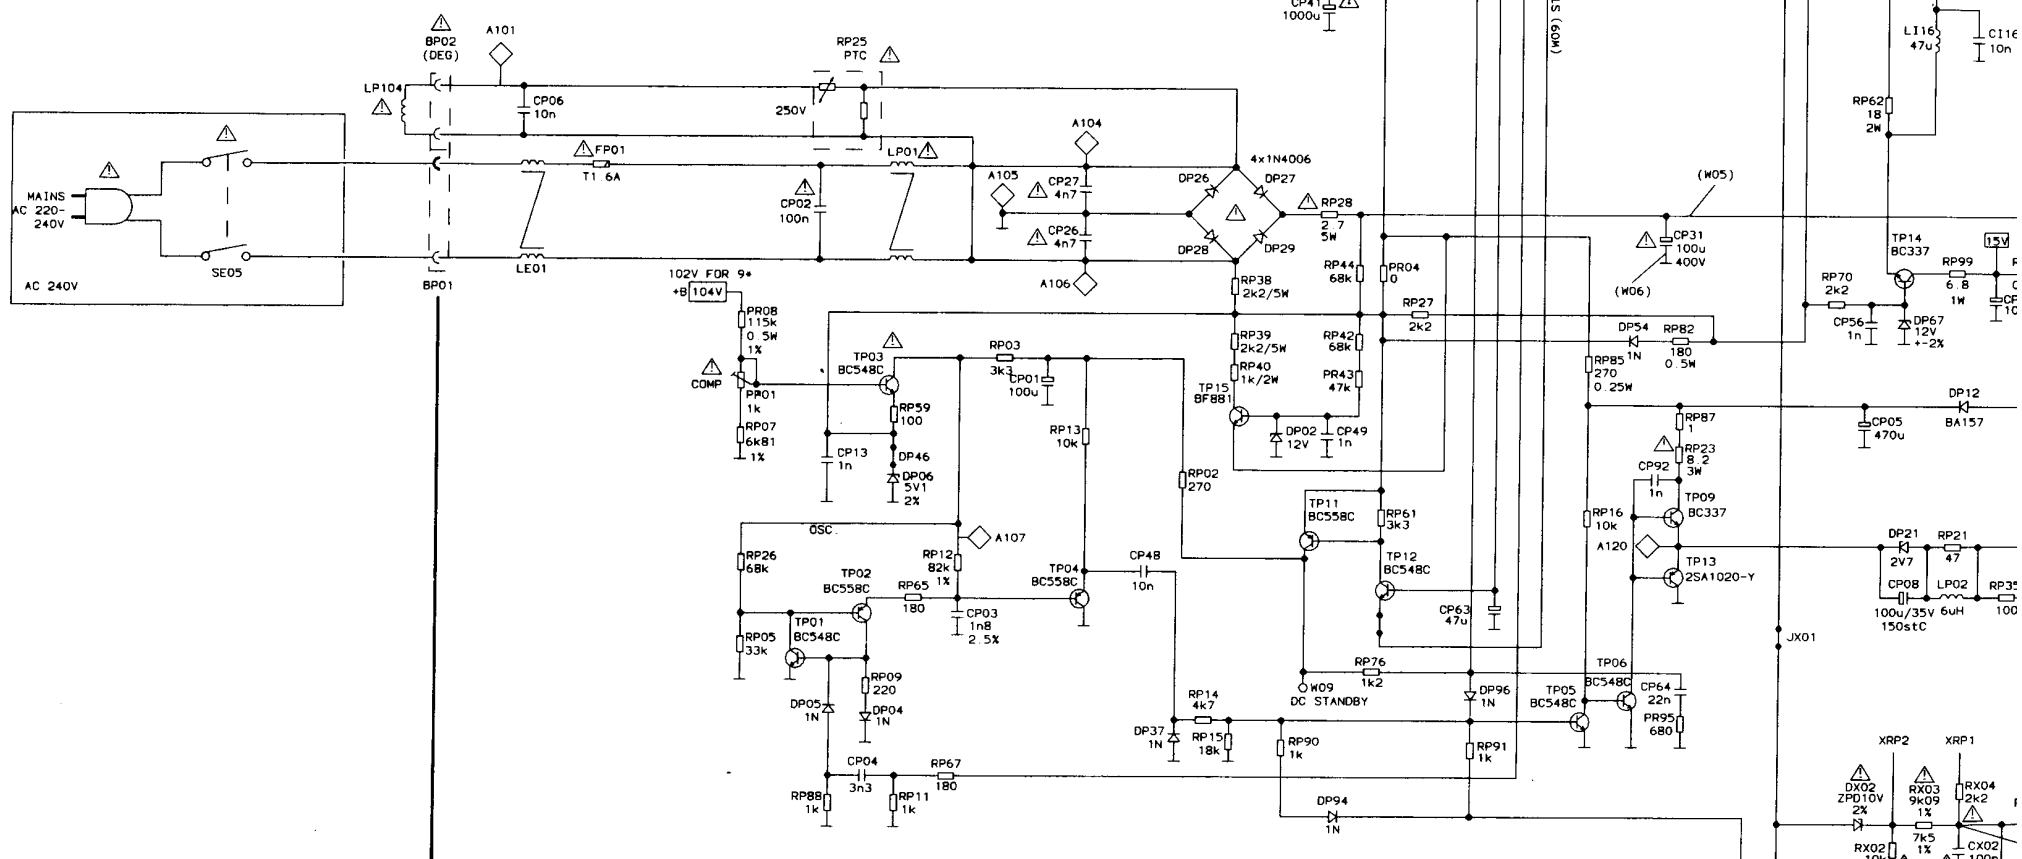 CP41
1000u
LS (60M)
LI16
47u
CI16
10n
BP02
(DEG)
A101
RP25
PTC
LP104
CP06
10n
250V
RP62
18
2W
A104
FP01
T1.6A
LP01
4x1N4006
MAINS
AC 220-
240V
SE05
AC 240V
LE01
BP01
CP02
100n
A105
CP27
4n7
CP26
4n7
A106
DP26
DP27
DP28
DP29
RP28
2.7
5W
(W05)
CP31
100u
400V
(W06)
TP14
BC337
15V
RP70
2k2
RP99
6.8
1W
CP56
1n
DP67
12V
+-2%
102V FOR 9*
+B 104V
PR08
115k
0.5W
1%
COMP
PP01
1k
RP07
6k81
1%
TP03
BC548C
RP03
3k3
CP01
100u
RP59
100
CP13
1n
DP46
DP06
5V1
2%
RP13
10k
RP38
2k2/5W
RP39
2k2/5W
RP40
1k/2W
TP15
BF881
RP44
68k
PR04
0
RP42
68k
PR43
47k
RP27
2k2
DP02
12V
CP49
1n
DP54
1N
RP82
180
0.5W
RP85
270
0.25W
DP12
BA157
CP05
470u
RP87
1
RP23
8.2
3W
CP92
1n
TP09
BC337
RP16
10k
A120
TP13
2SA1020-Y
DP21
2V7
RP21
47
CP08
100u/35V
150stC
LP02
6uH
RP35
100
RP02
270
TP11
BC558C
RP61
3k3
TP12
BC548C
CP63
47u
OSC.
A107
RP26
68k
RP12
82k
1%
TP02
BC558C
RP65
180
TP04
BC558C
CP48
10n
CP03
1n8
2.5%
TP01
BC548C
RP05
33k
RP09
220
DP05
1N
DP04
1N
RP76
1k2
W09
DC STANDBY
DP96
1N
TP06
BC548C
TP05
BC548C
CP64
22n
PR95
680
JX01
RP14
4k7
DP37
1N
RP15
18k
RP90
1k
RP91
1k
CP04
3n3
RP67
180
RP88
1k
RP11
1k
DP94
1N
XRP2
XRP1
DX02
ZPD10V
2%
RX03
9k09
1%
RX04
2k2
7k5
1%
RX02
CX02